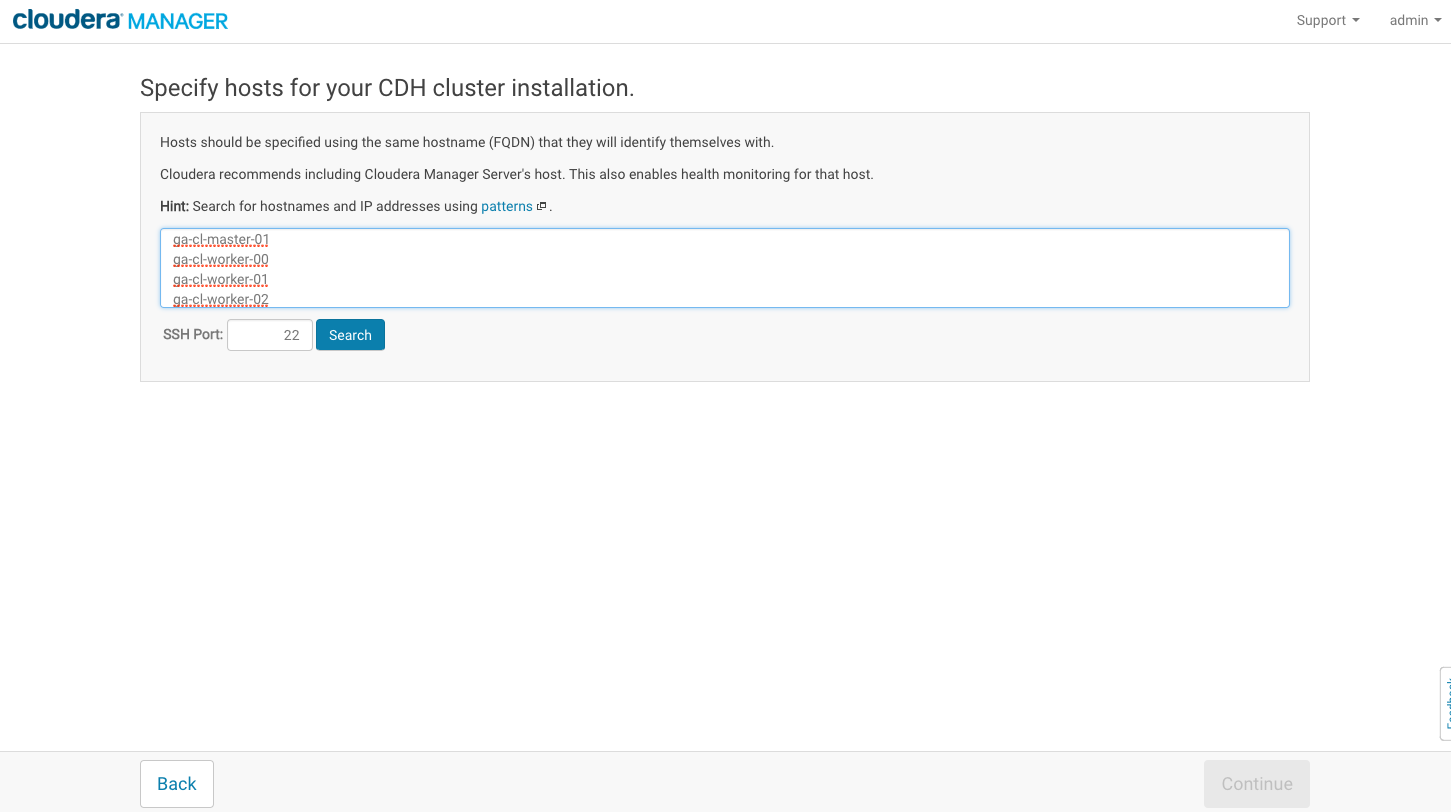 cloudera MANAGER
Support
admin
Specify hosts for your CDH cluster installation.
Hosts should be specified using the same hostname (FQDN) that they will identify themselves with.
Cloudera recommends including Cloudera Manager Server's host. This also enables health monitoring for that host.
Hint: Search for hostnames and IP addresses using patterns .
ga-cl-master-01
ga-cl-worker-00
ga-cl-worker-01
ga-cl-worker-02
SSH Port: 22 Search
Feedback
Back
Continue